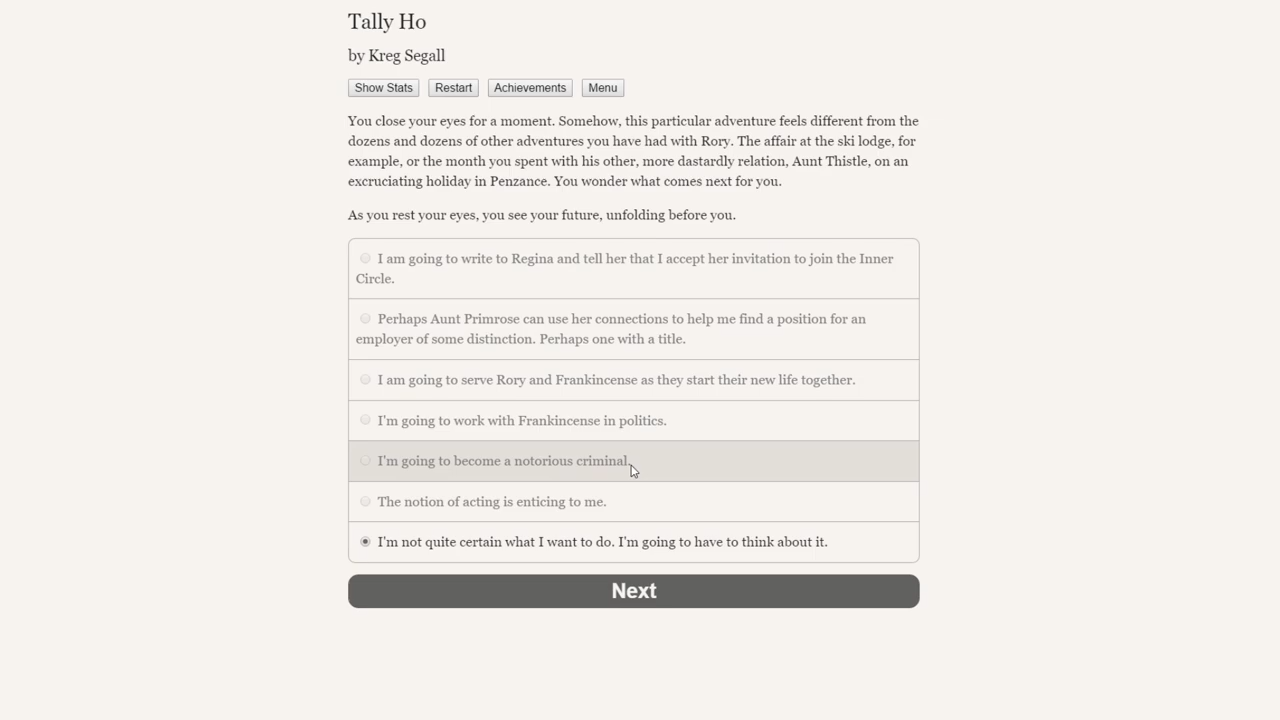 Tally Ho
by Kreg Segall
Show Stats Restart Achievements Menu
You close your eyes for a moment. Somehow, this particular adventure feels different from the
dozens and dozens of other adventures you have had with Rory. The affair at the ski lodge, for
example, or the month you spent with his other, more dastardly relation, Aunt Thistle, on an
excruciating holiday in Penzance. You wonder what comes next for you.
As you rest your eyes, you see your future, unfolding before you.
I am going to write to Regina and tell her that I accept her invitation to join the Inner
Circle.
Perhaps Aunt Primrose can use her connections to help me find a position for an
employer of some distinction. Perhaps one with a title.
I am going to serve Rory and Frankincense as they start their new life together.
I'm going to work with Frankincense in politics.
I'm going to become a notorious criminal.
The notion of acting is enticing to me.
I'm not quite certain what I want to do. I'm going to have to think about it.
Next